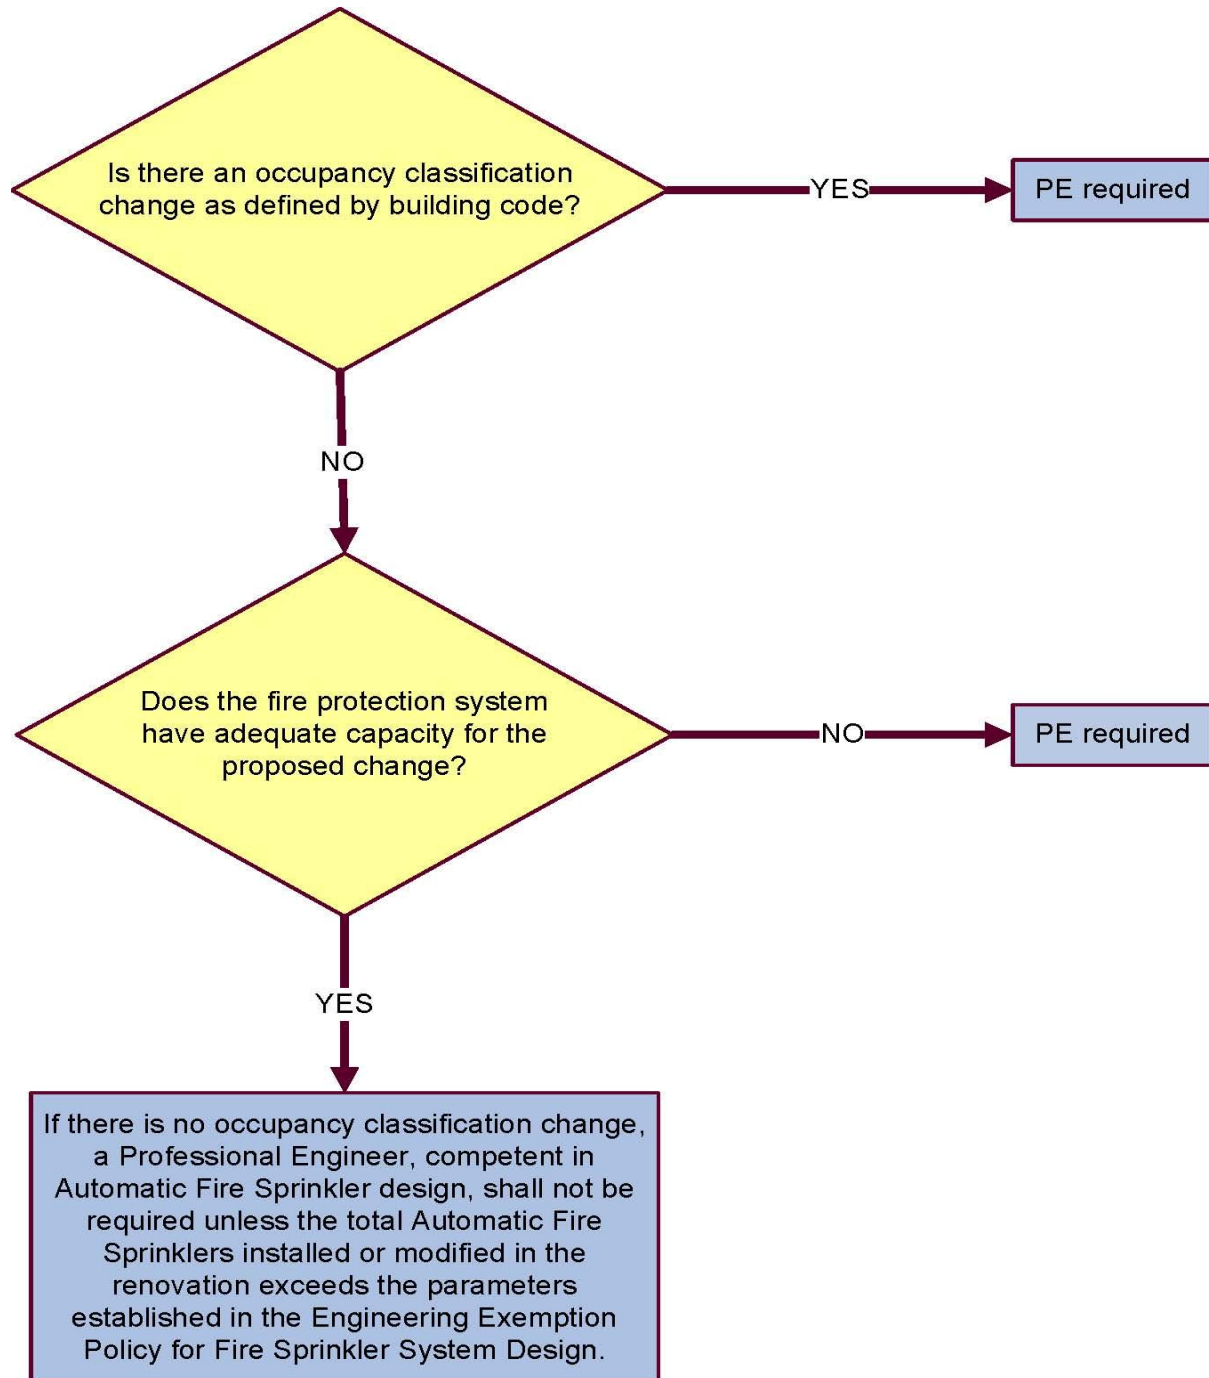 Is there an occupancy classification
change as defined by building code?
YES
PE required
NO
Does the fire protection system
have adequate capacity for the
proposed change?
NO
PE required
YES
If there is no occupancy classification change,
a Professional Engineer, competent in
Automatic Fire Sprinkler design, shall not be
required unless the total Automatic Fire
Sprinklers installed or modified in the
renovation exceeds the parameters
established in the Engineering Exemption
Policy for Fire Sprinkler System Design.